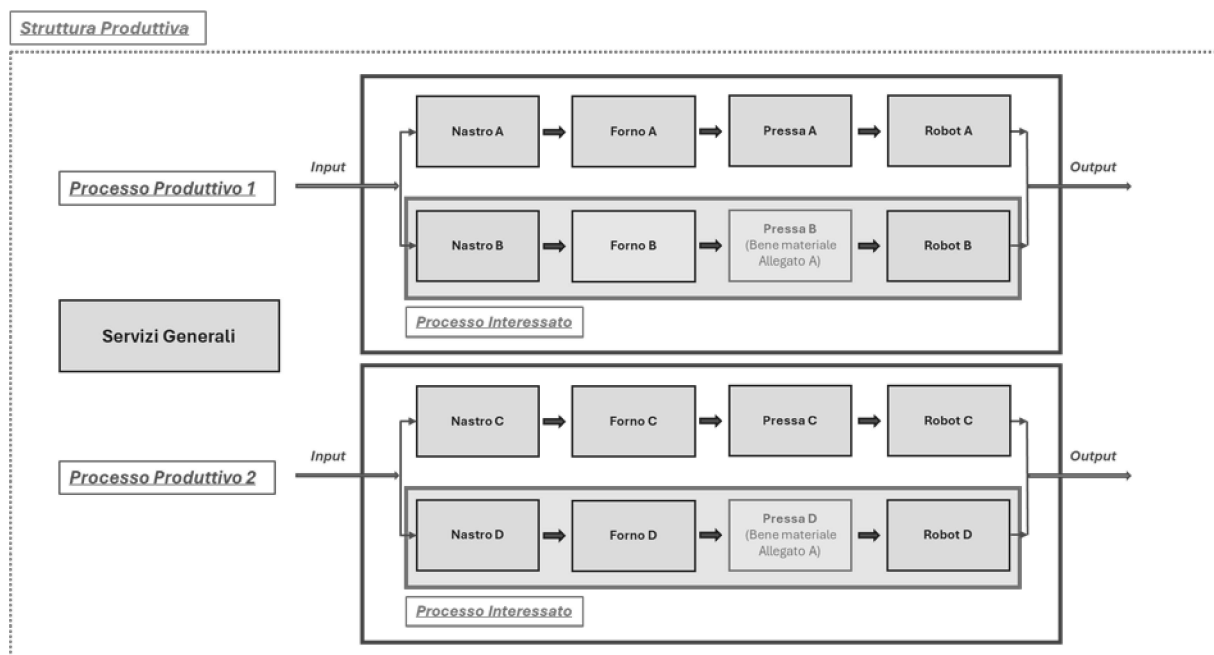 Struttura Produttiva
Nastro A
Forno A
Pressa A
Robot A
Input
Output
Processo Produttivo 1
Nastro B
Forno B
Pressa B
(Bene materiale
Allegato A)
Robot B
Processo Interessato
Servizi Generali
Nastro C
Forno C
Pressa C
Robot C
Input
Output
Processo Produttivo 2
Nastro D
Forno D
Pressa D
(Bene materiale
Allegato A)
Robot D
Processo Interessato